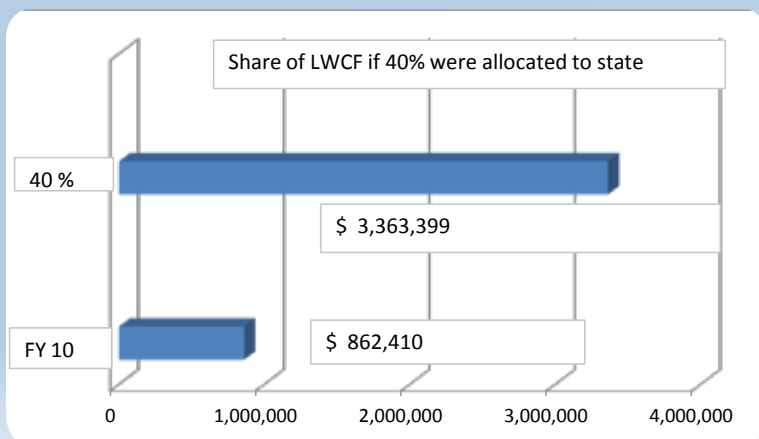 Share of LWCF if 40% were allocated to state
40 %
$ 3,363,399
FY 10
$ 862,410
0 1,000,000 2,000,000 3,000,000 4,000,000